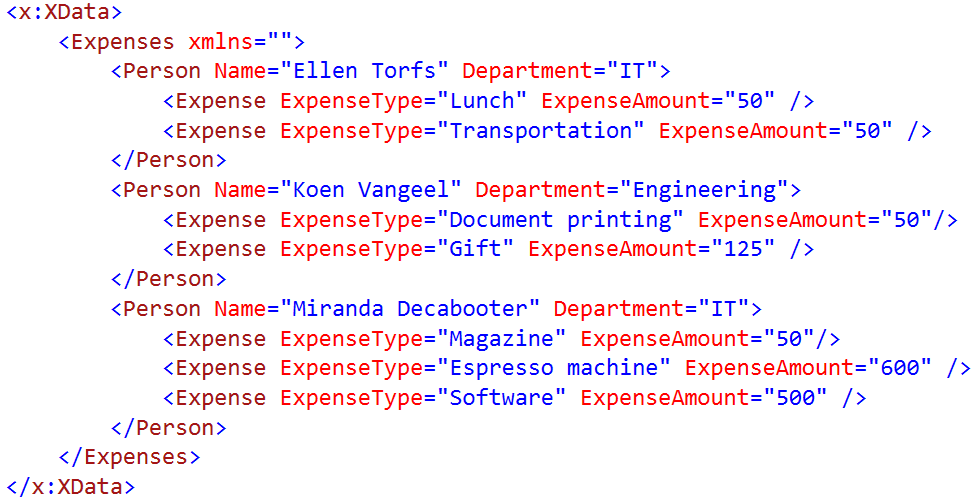 <x:XData>
    <Expenses xmlns="">
        <Person Name="Ellen Torfs" Department="IT">
            <Expense ExpenseType="Lunch" ExpenseAmount="50" />
            <Expense ExpenseType="Transportation" ExpenseAmount="50" />
        </Person>
        <Person Name="Koen Vangeel" Department="Engineering">
            <Expense ExpenseType="Document printing" ExpenseAmount="50"/>
            <Expense ExpenseType="Gift" ExpenseAmount="125" />
        </Person>
        <Person Name="Miranda Decabooter" Department="IT">
            <Expense ExpenseType="Magazine" ExpenseAmount="50"/>
            <Expense ExpenseType="Espresso machine" ExpenseAmount="600" />
            <Expense ExpenseType="Software" ExpenseAmount="500" />
        </Person>
    </Expenses>
</x:XData>